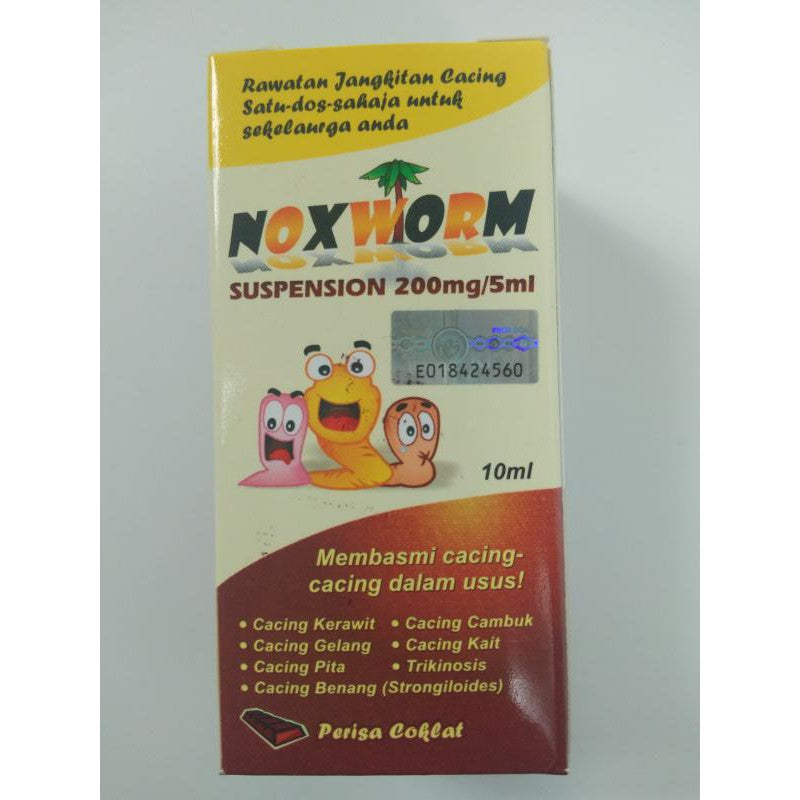 Rawatan Jangkitan Cacing
Satu-dos-sahaja untuk
sekelaurga anda
NOXWORM
SUSPENSION 200mg/5ml
E018424560
10ml
Membasmi cacing-
cacing dalam usus!
• Cacing Kerawit • Cacing Cambuk
• Cacing Gelang • Cacing Kait
• Cacing Pita • Trikinosis
• Cacing Benang (Strongiloides)
Perisa Coklat